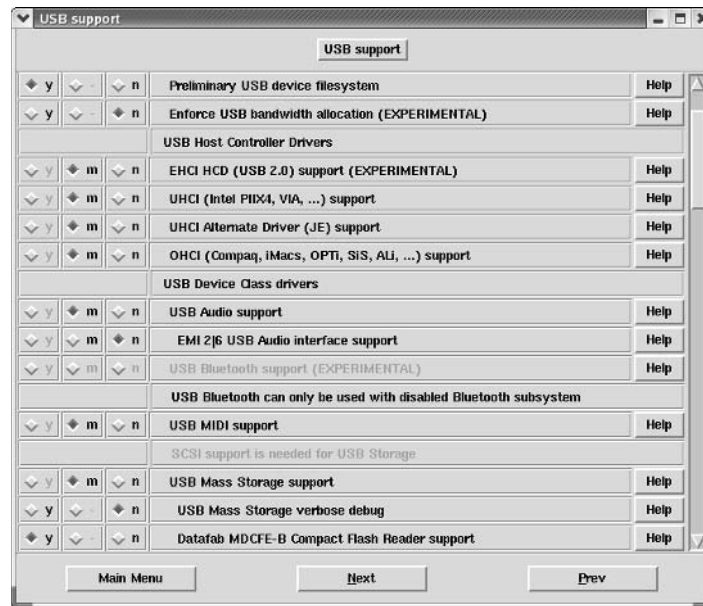 USB support
USB support
y - n Preliminary USB device filesystem Help
y - n Enforce USB bandwidth allocation (EXPERIMENTAL) Help
USB Host Controller Drivers
y m n EHCI HCD (USB 2.0) support (EXPERIMENTAL) Help
y m n UHCI (Intel PIIX4, VIA, ...) support Help
y m n UHCI Alternate Driver (JE) support Help
y m n OHCI (Compaq, iMacs, OPTi, SiS, ALi, ...) support Help
USB Device Class drivers
y m n USB Audio support Help
y m n EMI 2|6 USB Audio interface support Help
y m n USB Bluetooth support (EXPERIMENTAL) Help
USB Bluetooth can only be used with disabled Bluetooth subsystem
y m n USB MIDI support Help
SCSI support is needed for USB Storage
y m n USB Mass Storage support Help
y - n USB Mass Storage verbose debug Help
y - n Datafab MDCFE-B Compact Flash Reader support Help
Main Menu Next Prev